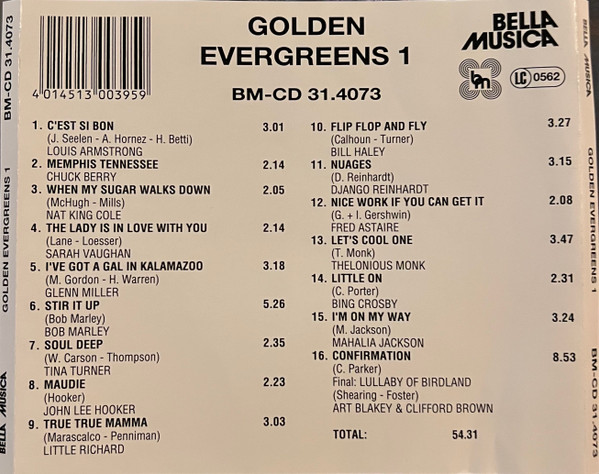 GOLDEN
EVERGREENS 1
BM-CD 31.4073
BELLA
MUSICA
bm
LC 0562
4 014513 003959
1. C'EST SI BON 3.01
(J. Seelen - A. Hornez - H. Betti)
LOUIS ARMSTRONG
2. MEMPHIS TENNESSEE 2.14
CHUCK BERRY
3. WHEN MY SUGAR WALKS DOWN 2.05
(McHugh - Mills)
NAT KING COLE
4. THE LADY IS IN LOVE WITH YOU 2.14
(Lane - Loesser)
SARAH VAUGHAN
5. I'VE GOT A GAL IN KALAMAZOO 3.18
(M. Gordon - H. Warren)
GLENN MILLER
6. STIR IT UP 5.26
(Bob Marley)
BOB MARLEY
7. SOUL DEEP 2.35
(W. Carson - Thompson)
TINA TURNER
8. MAUDIE 2.23
(Hooker)
JOHN LEE HOOKER
9. TRUE TRUE MAMMA 3.03
(Marascalco - Penniman)
LITTLE RICHARD
10. FLIP FLOP AND FLY 3.27
(Calhoun - Turner)
BILL HALEY
11. NUAGES 3.15
(D. Reinhardt)
DJANGO REINHARDT
12. NICE WORK IF YOU CAN GET IT 2.08
(G. + I. Gershwin)
FRED ASTAIRE
13. LET'S COOL ONE 3.47
(T. Monk)
THELONIOUS MONK
14. LITTLE ON 2.31
(C. Porter)
BING CROSBY
15. I'M ON MY WAY 3.24
(M. Jackson)
MAHALIA JACKSON
16. CONFIRMATION 8.53
(C. Parker)
Final: LULLABY OF BIRDLAND
(Shearing - Foster)
ART BLAKEY & CLIFFORD BROWN
TOTAL: 54.31
BELLA MUSICA GOLDEN EVERGREENS 1 BM-CD 31.4073
BELLA MUSICA GOLDEN EVERGREENS 1 BM-CD 31.4073